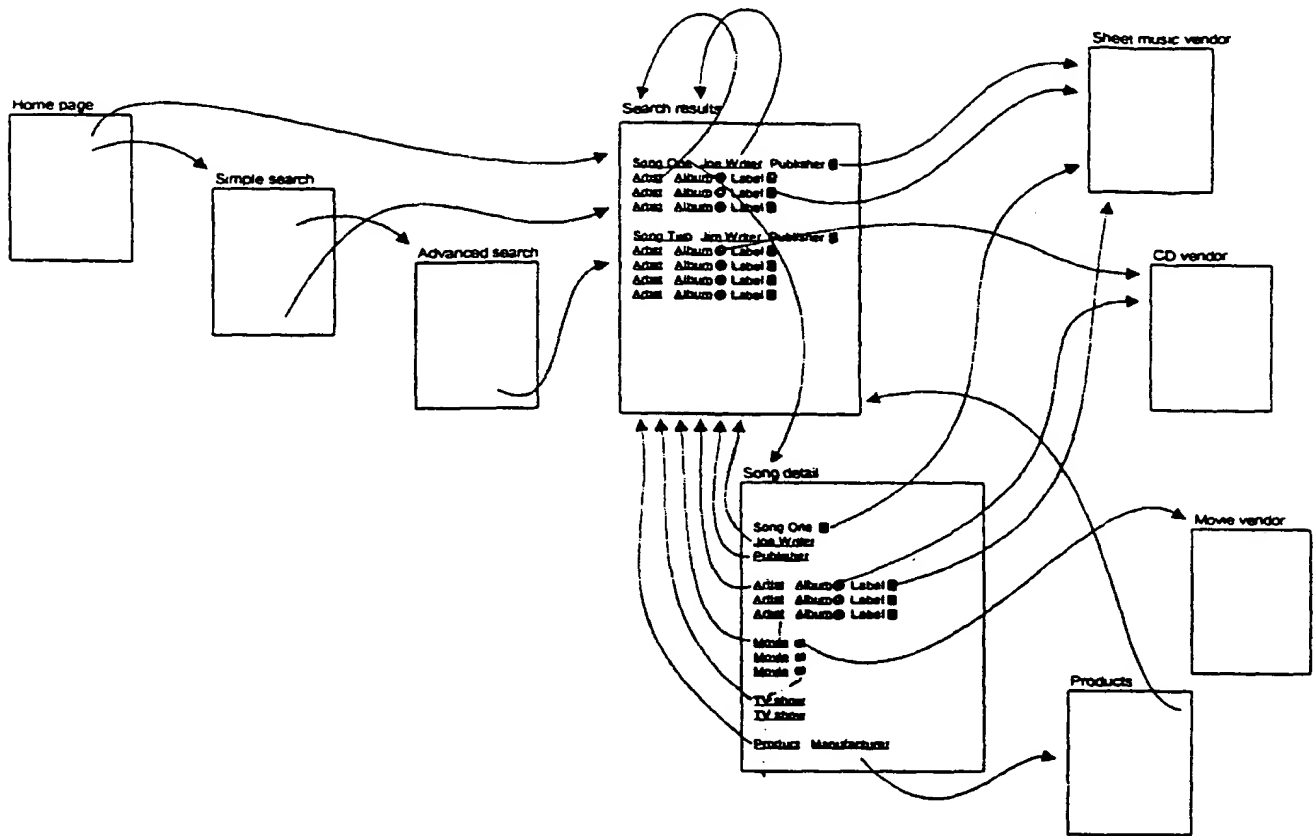 Home page
Simple search
Advanced search
Search results
Song One Joe Writer Publisher
Artist Album Label
Artist Album Label
Artist Album Label
Song Two Jim Writer Publisher
Artist Album Label
Artist Album Label
Artist Album Label
Artist Album Label
Sheet music vendor
CD vendor
Song detail
Song One
Joe Writer
Publisher
Artist Album Label
Artist Album Label
Artist Album Label
Movie
Movie
Movie
TV show
TV show
Product Manufacturer
Movie vendor
Products